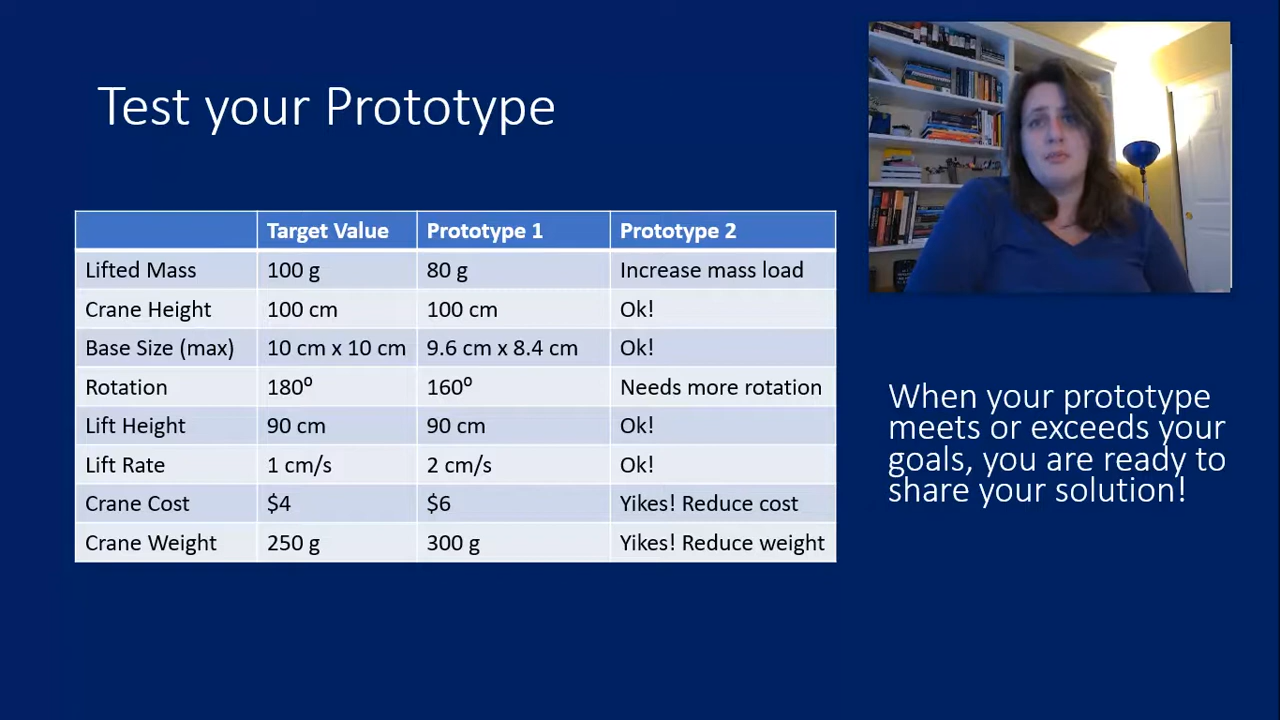 Test your Prototype
Target Value Prototype 1 Prototype 2
Lifted Mass 100 g 80 g Increase mass load
Crane Height 100 cm 100 cm Ok!
Base Size (max) 10 cm x 10 cm 9.6 cm x 8.4 cm Ok!
Rotation 180⁰ 160⁰ Needs more rotation
Lift Height 90 cm 90 cm Ok!
Lift Rate 1 cm/s 2 cm/s Ok!
Crane Cost $4 $6 Yikes! Reduce cost
Crane Weight 250 g 300 g Yikes! Reduce weight
When your prototype
meets or exceeds your
goals, you are ready to
share your solution!